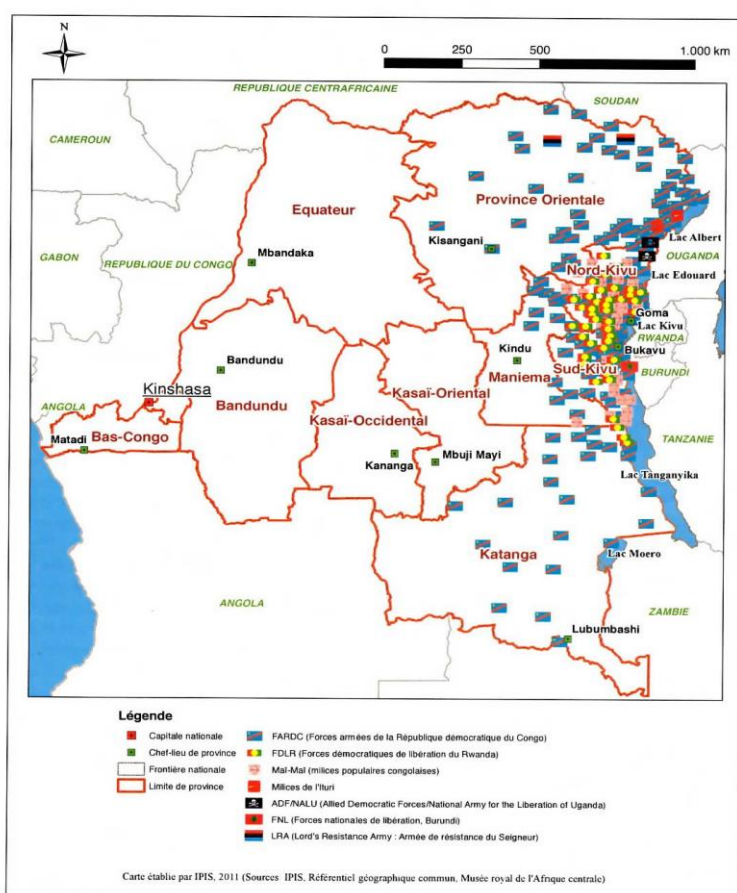 N
0 250 500 1.000 km
REPUBLIQUE CENTRAFRICAINE
SOUDAN
CAMEROUN
Equateur
Province Orientale
Kisangani
Lac Albert
GABON
Mbandaka
REPUBLIQUE DU CONGO
OUGANDA
Nord-Kivu
Lac Edouard
Goma
Lac Kivu
Kindu
RWANDA
Bukavu
Bandundu
Sud-Kivu
Kinshasa
Kasaï-Oriental
Maniema
BURUNDI
ANGOLA
Bandundu
Kasaï-Occidental
Bas-Congo
Matadi
TANZANIE
Kananga
Mbuji Mayi
Lac Tanganyika
Katanga
Lac Moero
ANGOLA
ZAMBIE
Lubumbashi
Légende
Capitale nationale
Chef-lieu de province
Frontière nationale
Limite de province
FARDC (Forces armées de la République démocratique du Congo)
FDLR (Forces démocratiques de libération du Rwanda)
Maï-Maï (milices populaires congolaises)
Milices de l'Ituri
ADF/NALU (Allied Democratic Forces/National Army for the Liberation of Uganda)
FNL (Forces nationales de libération, Burundi)
LRA (Lord's Resistance Army : Armée de résistance du Seigneur)
Carte établie par IPIS, 2011 (Sources IPIS, Référentiel géographique commun, Musée royal de l'Afrique centrale)